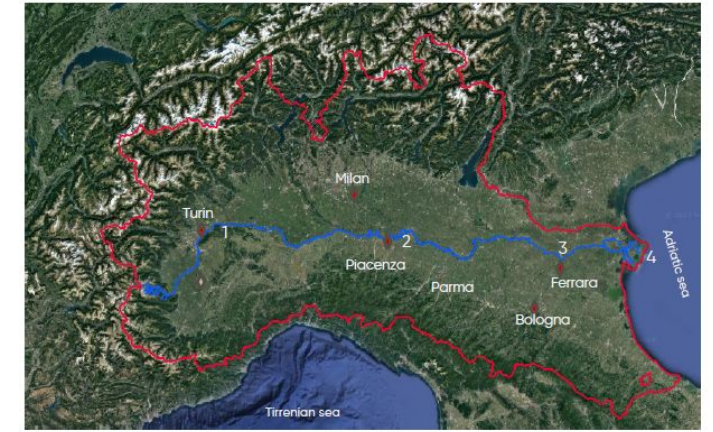 Milan
Turin
1
2
3
4
Piacenza
Parma
Ferrara
Bologna
Adriatic sea
Tirrenian sea